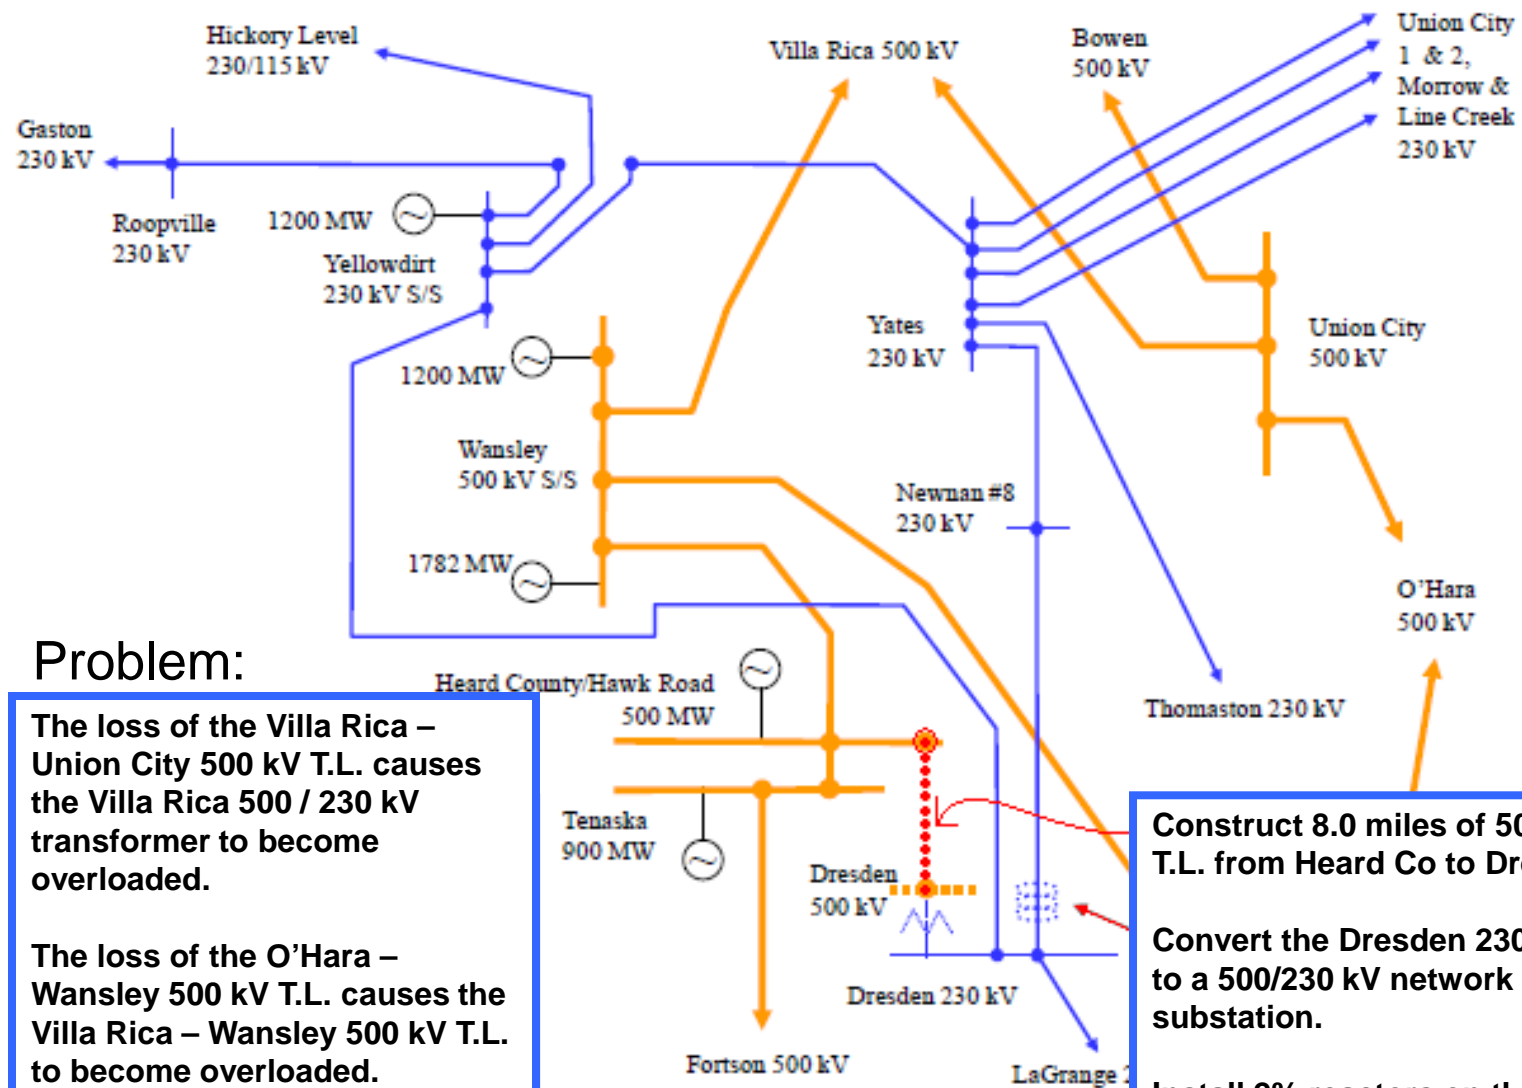 Hickory Level
230/115 kV
Villa Rica 500 kV
Bowen
500 kV
Union City
1 & 2,
Morrow &
Line Creek
230 kV
Gaston
230 kV
Roopville
230 kV
1200 MW
Yellowdirt
230 kV S/S
Yates
230 kV
Union City
500 kV
1200 MW
Wansley
500 kV S/S
Newnan #8
230 kV
1782 MW
O'Hara
500 kV
Problem:
Heard County/Hawk Road
500 MW
Thomaston 230 kV
The loss of the Villa Rica –
Union City 500 kV T.L. causes
the Villa Rica 500 / 230 kV
transformer to become
overloaded.
The loss of the O'Hara –
Wansley 500 kV T.L. causes the
Villa Rica – Wansley 500 kV T.L.
to become overloaded.
Tenaska
900 MW
Dresden
500 kV
Dresden 230 kV
Fortson 500 kV
LaGrange
Construct 8.0 miles of
T.L. from Heard Co to
Convert the Dresden 230
to a 500/230 kV network
substation.